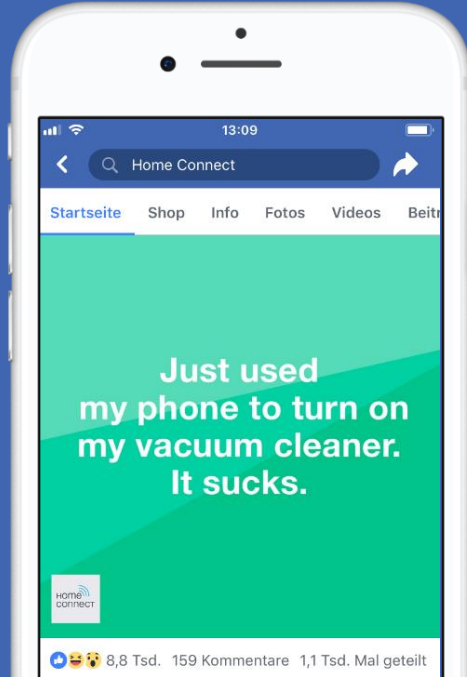 13:09
Home Connect
Startseite Shop Info Fotos Videos Beitr
Just used
my phone to turn on
my vacuum cleaner.
It sucks.
HOME
CONNECT
8,8 Tsd. 159 Kommentare 1,1 Tsd. Mal geteilt